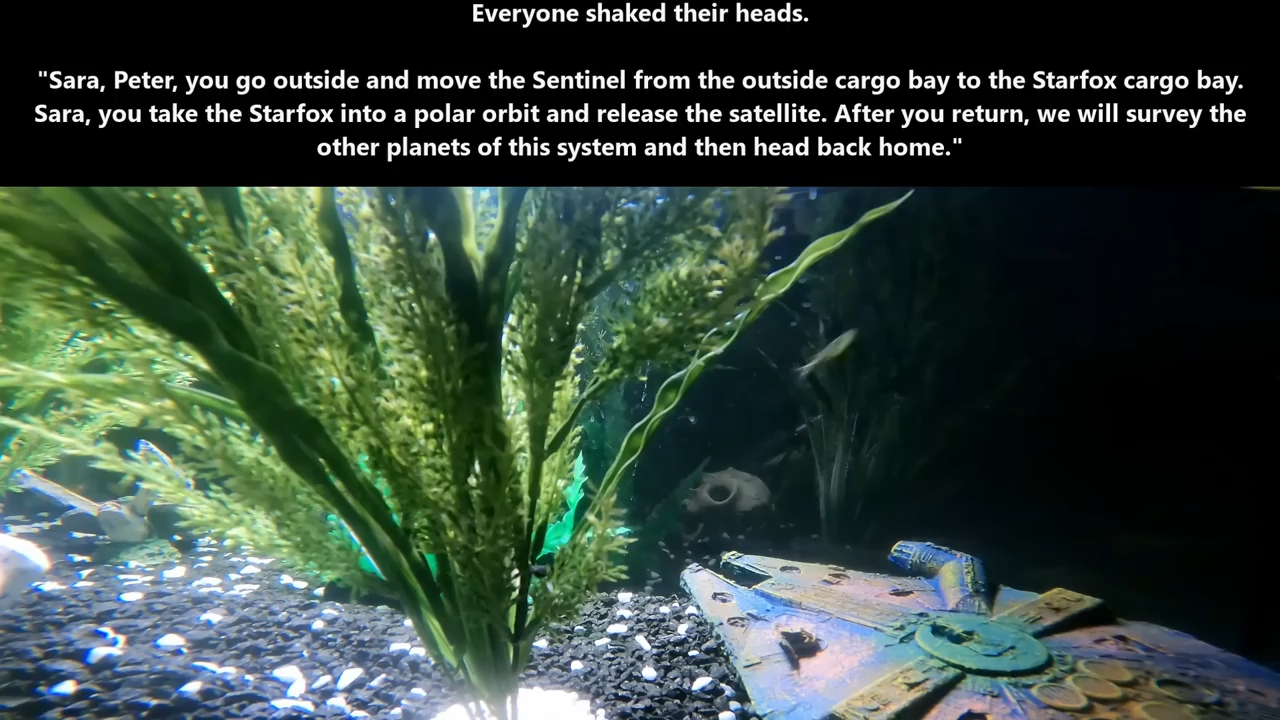 Everyone shaked their heads.
"Sara, Peter, you go outside and move the Sentinel from the outside cargo bay to the Starfox cargo bay.
Sara, you take the Starfox into a polar orbit and release the satellite. After you return, we will survey the
other planets of this system and then head back home."